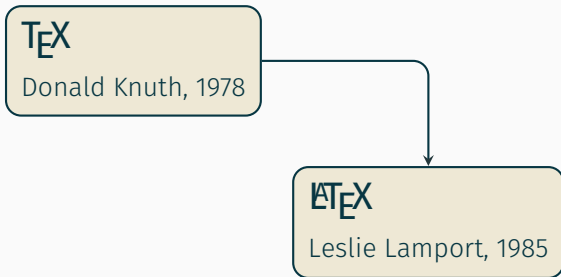 TEX
Donald Knuth, 1978
LATEX
Leslie Lamport, 1985